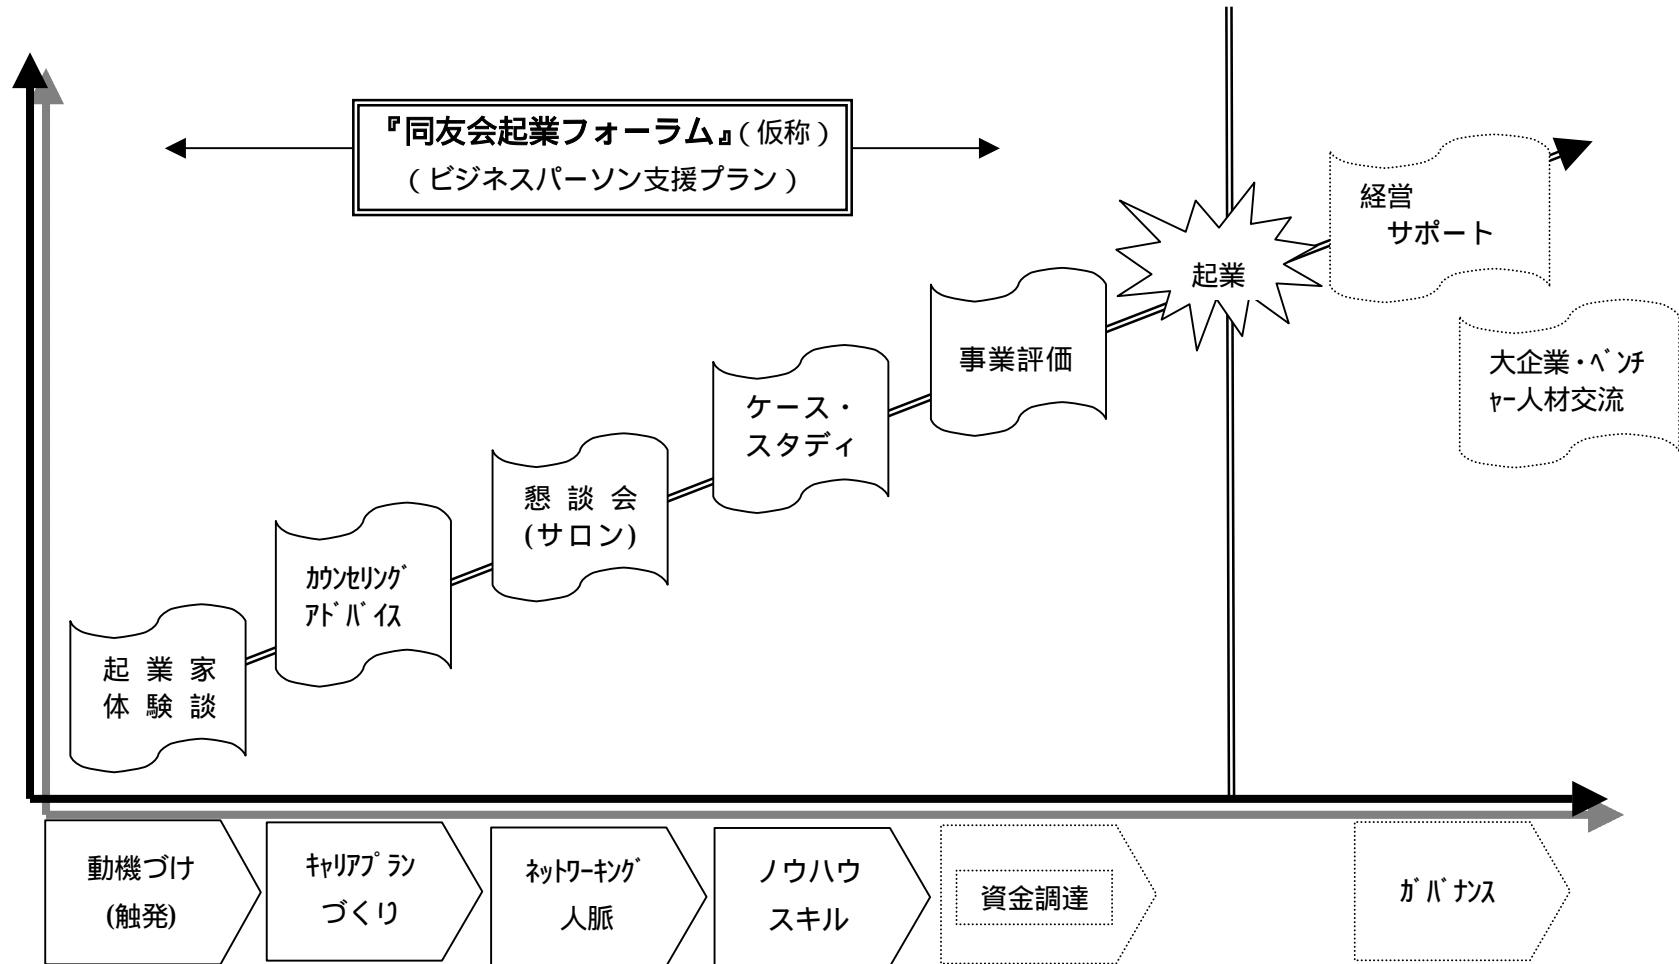 『同友会起業フォーラム』(仮称)
(ビジネスパーソン支援プラン)
経営
サポート
起業
大企業・ﾍﾞﾝﾁ
ｬｰ人材交流
事業評価
ケース・
スタディ
懇談会
(サロン)
ｶｳﾝｾﾘﾝｸﾞ
ｱﾄﾞﾊﾞｲｽ
起業家
体験談
動機づけ
(触発)
ｷｬﾘｱﾌﾟﾗﾝ
づくり
ﾈｯﾄﾜｰｷﾝｸﾞ
人脈
ノウハウ
スキル
資金調達
ｶﾞﾊﾞﾅﾝｽ